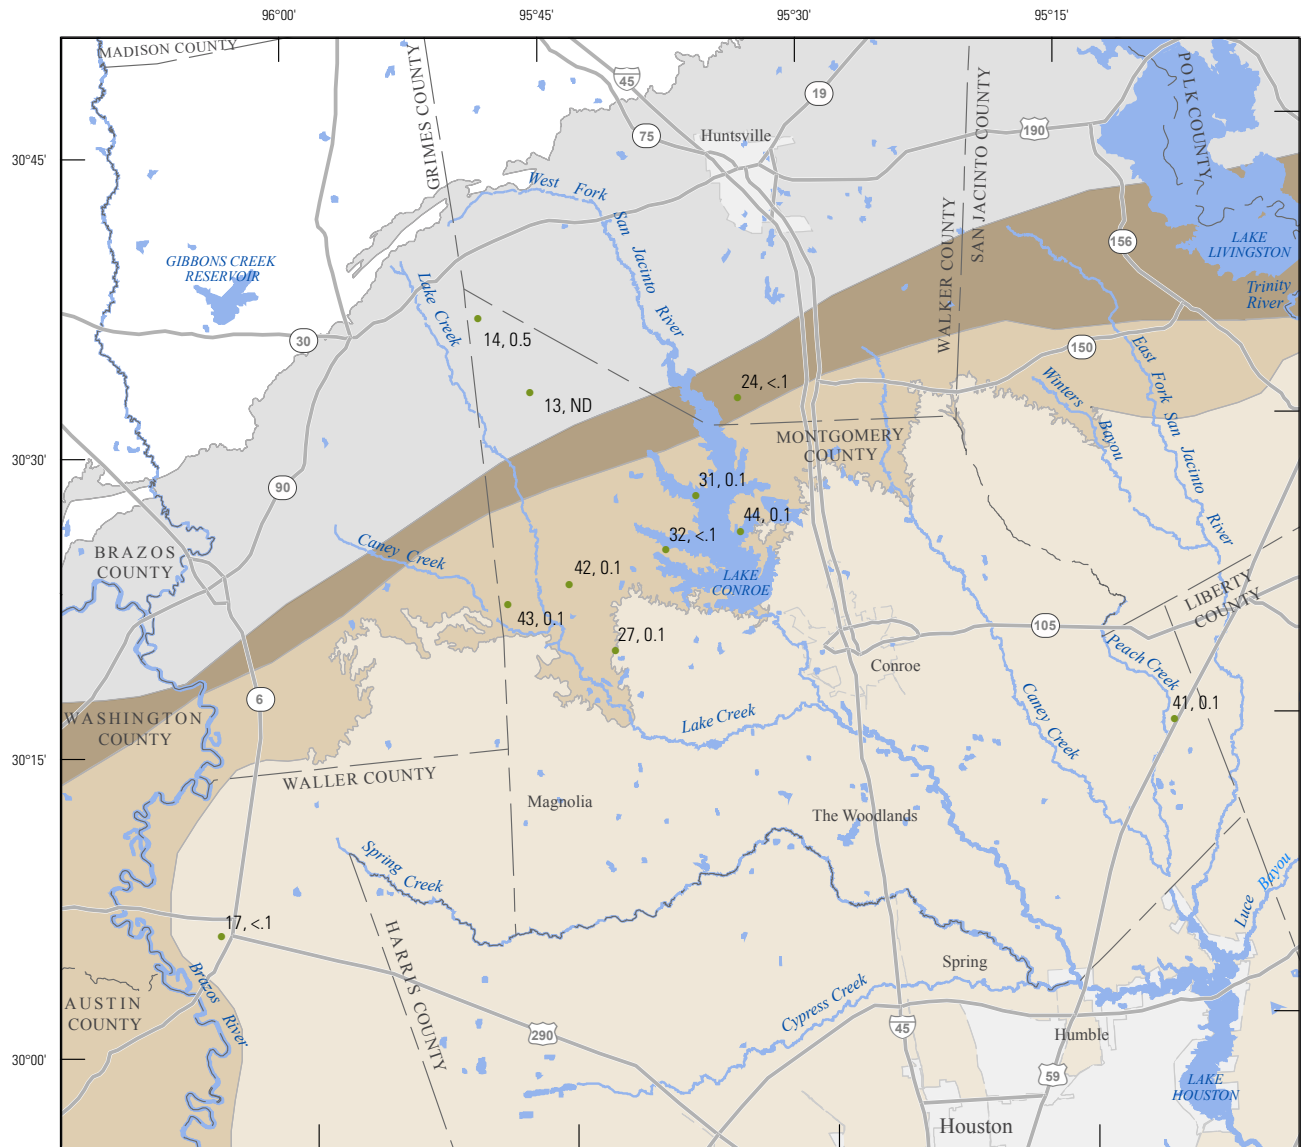 96°00'
95°45'
95°30'
95°15'
MADISON COUNTY
GRIMES COUNTY
45
19
75
Huntsville
190
SAN JACINTO COUNTY
POLK COUNTY
30°45'
West Fork San Jacinto River
WALKER COUNTY
156
LAKE
LIVINGSTON
GIBBONS CREEK
RESERVOIR
Lake Creek
Trinity
River
14, 0.5
30
150
East Fork San Jacinto River
Winters Bayou
24, <.1
13, ND
MONTGOMERY
COUNTY
30°30'
90
31, 0.1
44, 0.1
32, <.1
Caney Creek
BRAZOS
COUNTY
42, 0.1
LAKE
CONROE
LIBERTY
COUNTY
43, 0.1
105
27, 0.1
Peach Creek
Conroe
6
41, 0.1
WASHINGTON
COUNTY
Lake Creek
Caney Creek
30°15'
WALLER COUNTY
Magnolia
The Woodlands
Spring Creek
Luce Bayou
17, <.1
HARRIS COUNTY
Spring
Brazos River
Cypress Creek
AUSTIN
COUNTY
290
45
Humble
30°00'
59
LAKE
HOUSTON
Houston